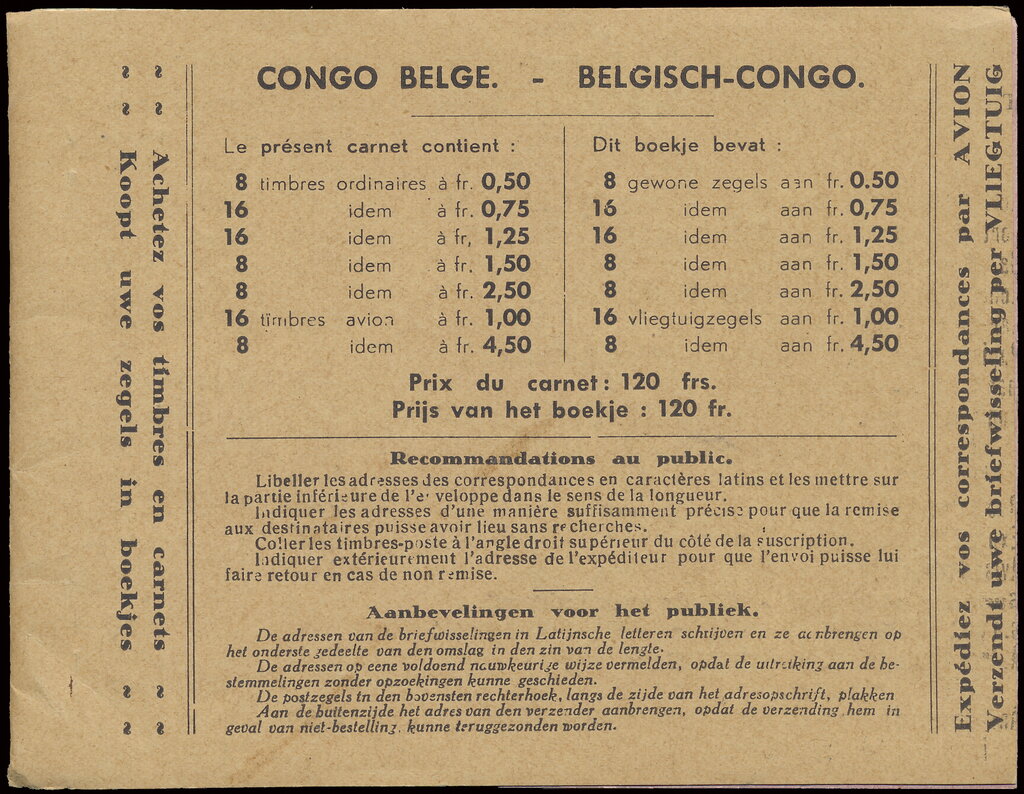 CONGO BELGE. - BELGISCH-CONGO.
Le présent carnet contient :
8 timbres ordinaires à fr. 0,50
16 idem à fr. 0,75
16 idem à fr, 1,25
8 idem à fr. 1,50
8 idem à fr. 2,50
16 timbres avion à fr. 1,00
8 idem à fr. 4,50
Dit boekje bevat :
8 gewone zegels aan fr. 0.50
16 idem aan fr. 0,75
16 idem aan fr. 1,25
8 idem aan fr. 1,50
8 idem aan fr. 2,50
16 vliegtuigzegels aan fr. 1,00
8 idem aan fr. 4,50
Prix du carnet : 120 frs.
Prijs van het boekje : 120 fr.
Recommandations au public.
Libeller les adresses des correspondances en caractères latins et les mettre sur
la partie inférieure de l'enveloppe dans le sens de la longueur.
Indiquer les adresses d'une manière suffisamment précise pour que la remise
aux destinataires puisse avoir lieu sans recherches.
Coller les timbres-poste à l'angle droit supérieur du côté de la suscription.
Indiquer extérieurement l'adresse de l'expéditeur pour que l'envoi puisse lui
faire retour en cas de non remise.
Aanbevelingen voor het publiek.
De adressen van de briefwisselingen in Latijnsche letteren schrijven en ze aanbrengen op
het onderste gedeelte van den omslag in den zin van de lengte.
De adressen op eene voldoend nauwkeurige wijze vermelden, opdat de uitreiking aan de be-
stemmelingen zonder opzoekingen kunne geschieden.
De postzegels in den bovensten rechterhoek, langs de zijde van het adresopschrift, plakken
Aan de buitenzijde het adres van den verzender aanbrengen, opdat de verzending hem in
geval van niet-bestelling kunne teruggezonden worden.
Achetez vos timbres en carnets
Koopt uwe zegels in boekjes
Expédiez vos correspondances par AVION
Verzendt uwe briefwisseling per VLIEGTUIG